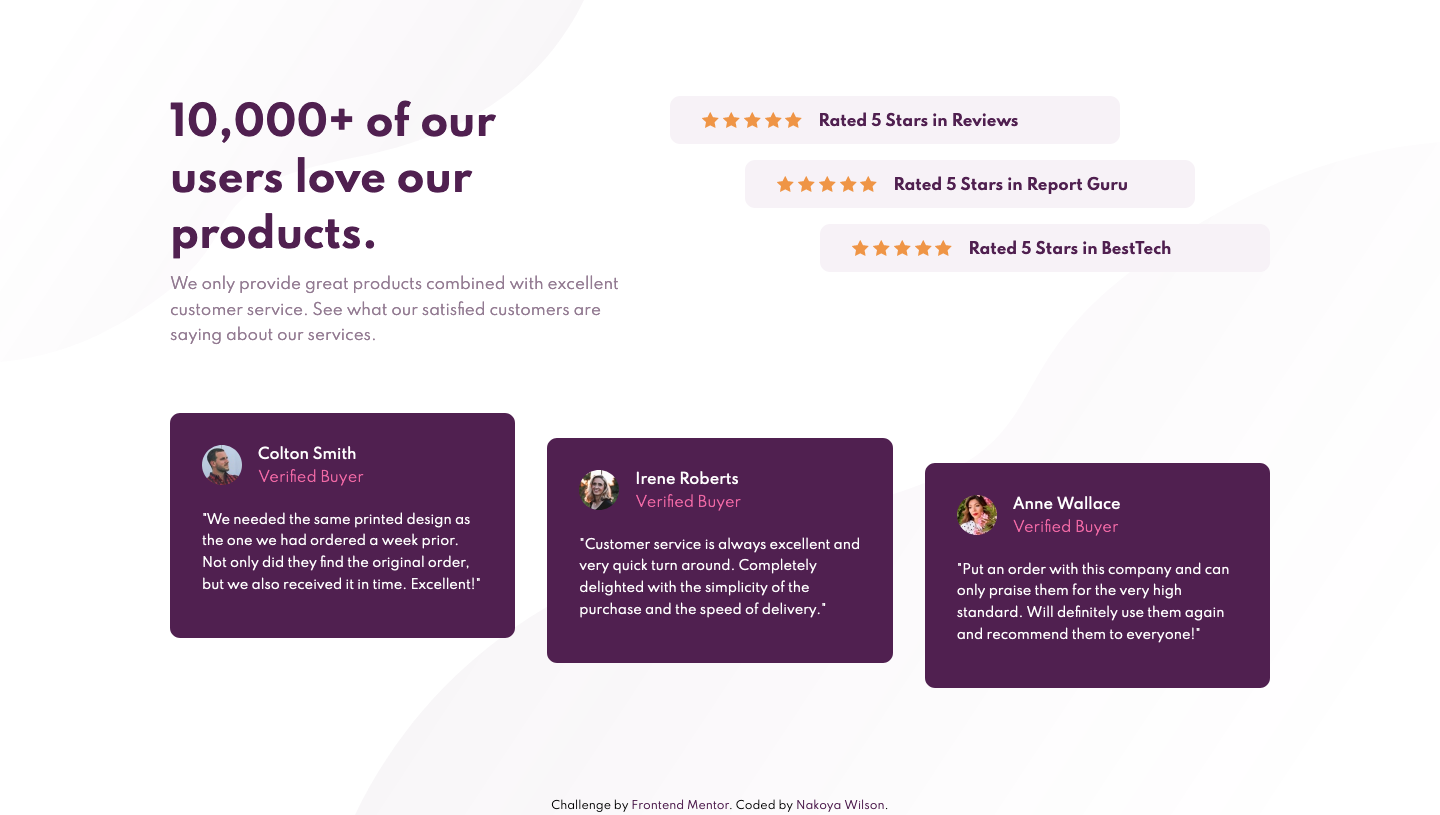 10,000+ of our
users love our
products.
We only provide great products combined with excellent
customer service. See what our satisfied customers are
saying about our services.
Rated 5 Stars in Reviews
Rated 5 Stars in Report Guru
Rated 5 Stars in BestTech
Colton Smith
Verified Buyer
"We needed the same printed design as
the one we had ordered a week prior.
Not only did they find the original order,
but we also received it in time. Excellent!"
Irene Roberts
Verified Buyer
"Customer service is always excellent and
very quick turn around. Completely
delighted with the simplicity of the
purchase and the speed of delivery."
Anne Wallace
Verified Buyer
"Put an order with this company and can
only praise them for the very high
standard. Will definitely use them again
and recommend them to everyone!"
Challenge by Frontend Mentor. Coded by Nakoya Wilson.